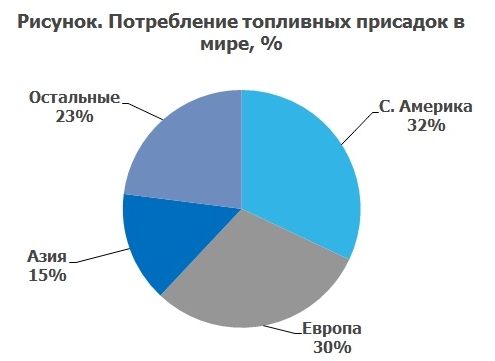 Рисунок. Потребление топливных присадок в
мире, %
Остальные
23%
С. Америка
32%
Азия
15%
Европа
30%